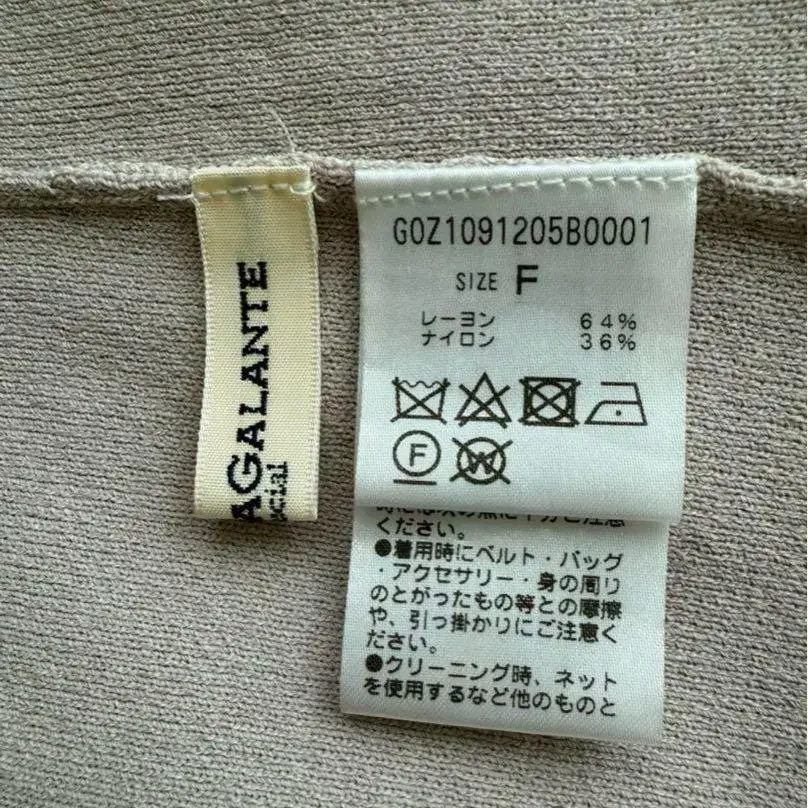 AGALANTE
cial
G0Z1091205B0001
SIZE F
レーヨン 64%
ナイロン 36%
F
W
ください。
●着用時にベルト・バッグ
・アクセサリー・身の周り
のとがったもの等との摩擦
や、引っ掛かりにご注意く
ださい。
●クリーニング時、ネット
を使用するなど他のものと